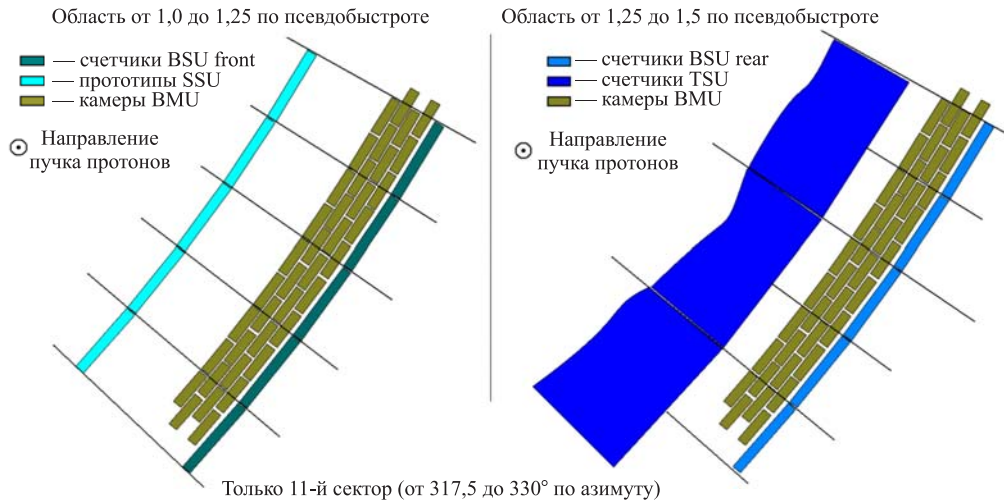 Область от 1,0 до 1,25 по псевдобыстроте
— счетчики BSU front
— прототипы SSU
— камеры BMU
Направление
пучка протонов
Область от 1,25 до 1,5 по псевдобыстроте
— счетчики BSU rear
— счетчики TSU
— камеры BMU
Направление
пучка протонов
Только 11-й сектор (от 317,5 до 330° по азимуту)